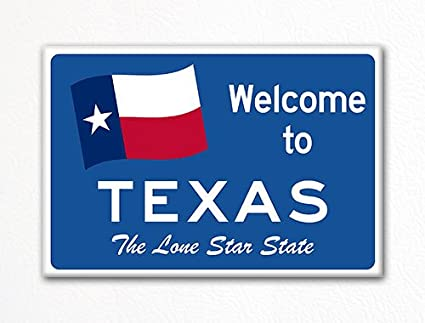 Welcome
to
TEXAS
The Lone Star State